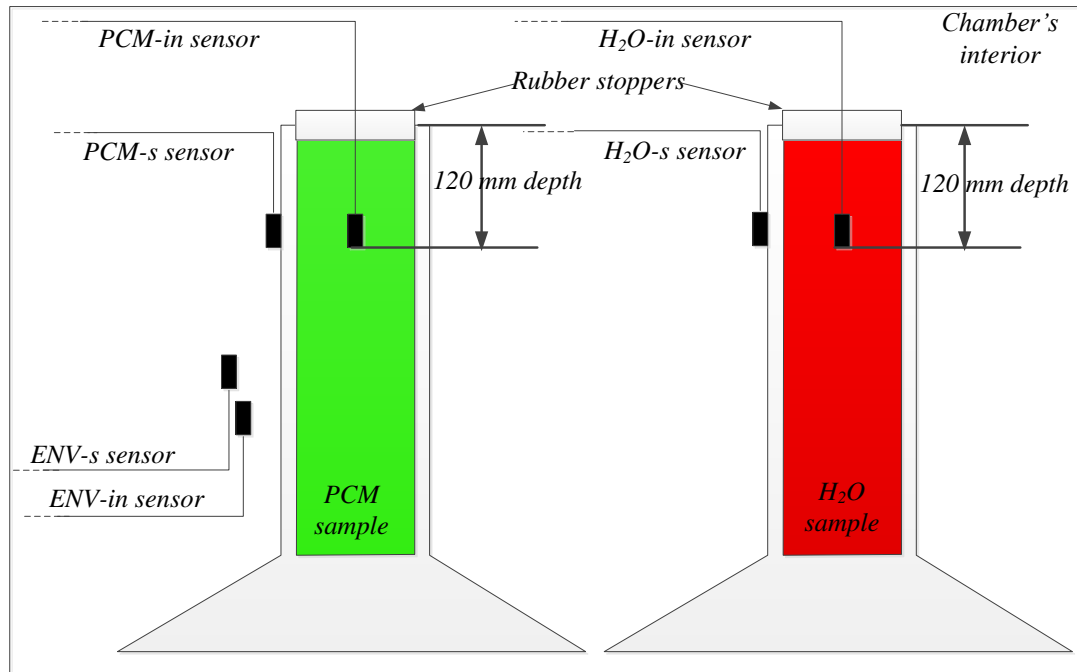 PCM-in sensor
H₂O-in sensor
Chamber's
interior
Rubber stoppers
PCM-s sensor
H₂O-s sensor
120 mm depth
120 mm depth
ENV-s sensor
ENV-in sensor
PCM
sample
H₂O
sample